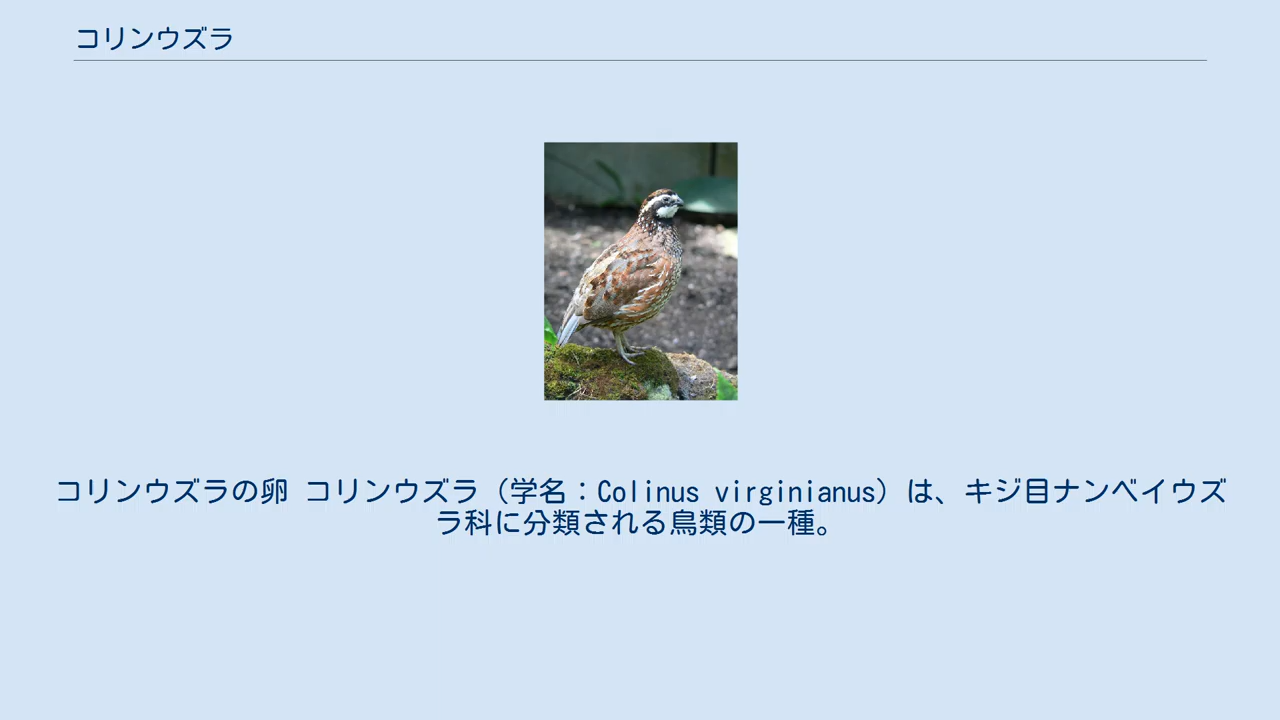 コリンウズラ
コリンウズラの卵 コリンウズラ（学名：Colinus virginianus）は、キジ目ナンベイウズ
ラ科に分類される鳥類の一種。